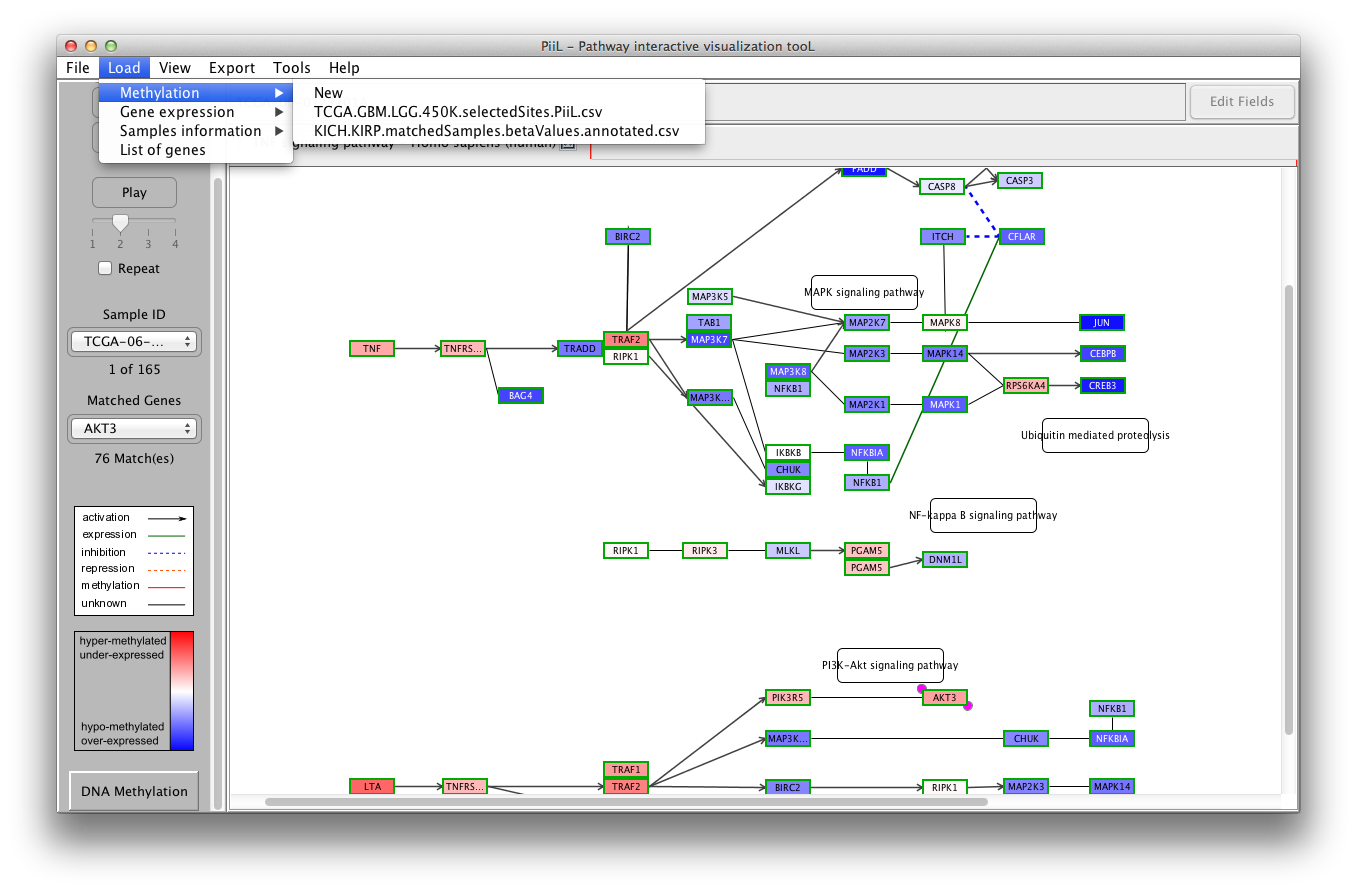 PiiL - Pathway interactive visualization tooL
File Load View Export Tools Help
Methylation
Gene expression
Samples information
List of genes
New
TCGA.GBM.LGG.450K.selectedSites.PiiL.csv
KICH.KIRP.matchedSamples.betaValues.annotated.csv
Edit Fields
signaling pathway - Homo sapiens (human)
Play
1 2 3 4
Repeat
Sample ID
TCGA-06-...
1 of 165
Matched Genes
AKT3
76 Match(es)
activation
expression
inhibition
repression
methylation
unknown
hyper-methylated
under-expressed
hypo-methylated
over-expressed
DNA Methylation
FADD
CASP8
CASP3
BIRC2
ITCH
CFLAR
MAPK signaling pathway
MAP3K5
TAB1
MAP3K7
MAP2K7
MAPK8
JUN
TNF
TNFRS...
TRADD
TRAF2
RIPK1
MAP2K3
MAPK14
CEBPB
BAG4
MAP3K...
MAP3K8
NFKB1
RPS6KA4
CREB3
MAP2K1
MAPK1
Ubiquitin mediated proteolysis
IKBKB
CHUK
IKBKG
NFKBIA
NFKB1
NF-kappa B signaling pathway
RIPK1
RIPK3
MLKL
PGAM5
PGAM5
DNM1L
PI3K-Akt signaling pathway
PIK3R5
AKT3
NFKB1
MAP3K...
CHUK
NFKBIA
TRAF1
TRAF2
LTA
TNFRS...
BIRC2
RIPK1
MAP2K3
MAPK14